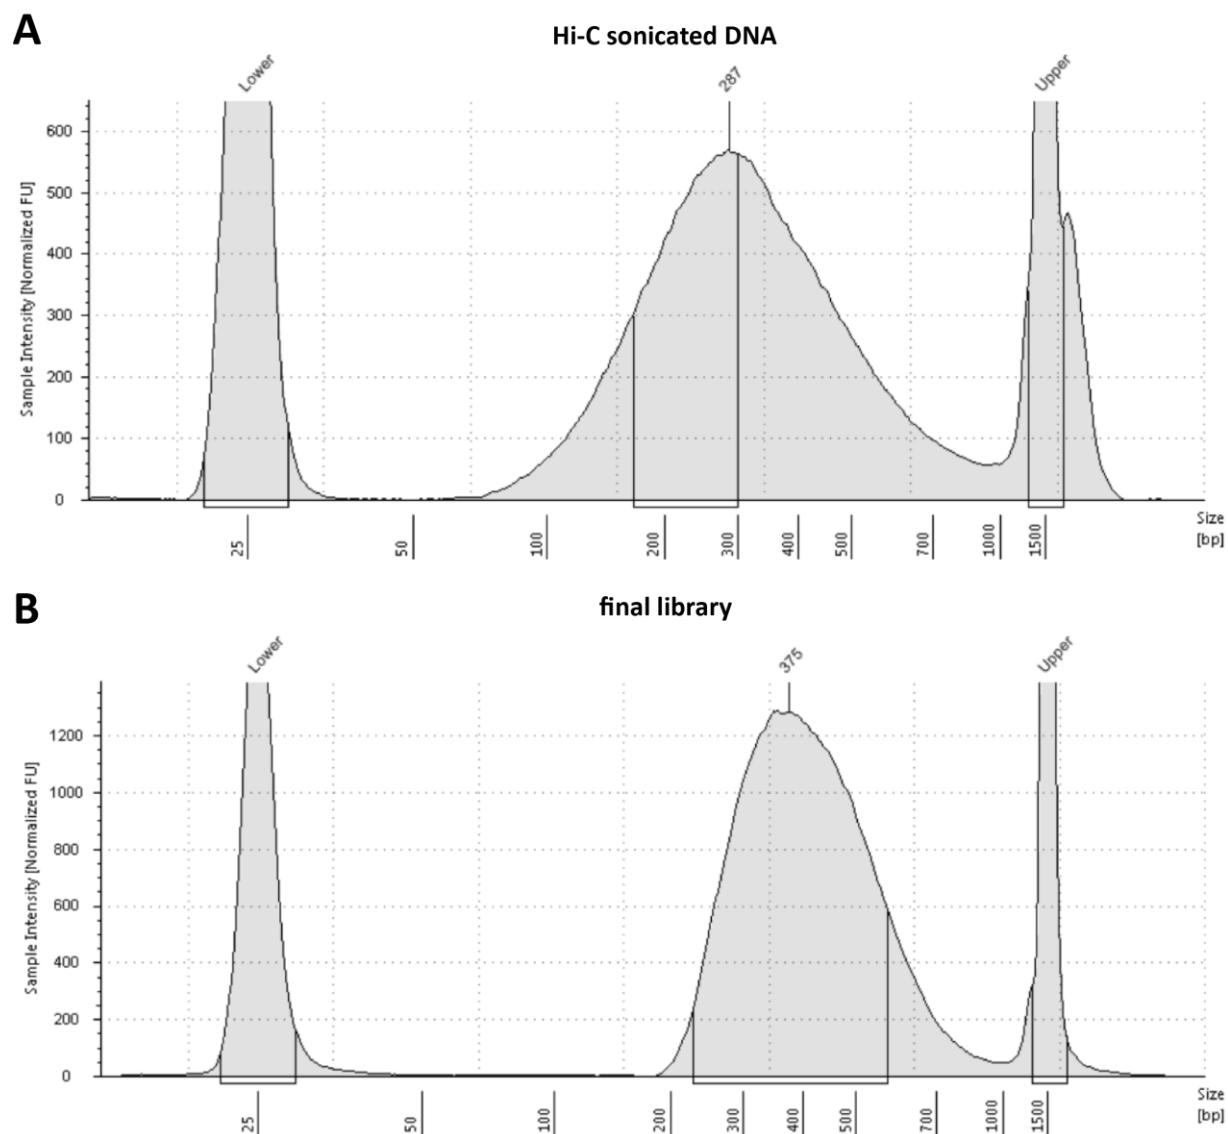 A
Hi-C sonicated DNA
Lower
287
Upper
Sample Intensity [Normalized FU]
600
500
400
300
200
100
0
25
50
100
200
300
400
500
700
1000
1500
Size
[bp]
B
final library
Lower
375
Upper
Sample Intensity [Normalized FU]
1200
1000
800
600
400
200
0
25
50
100
200
300
400
500
700
1000
1500
Size
[bp]